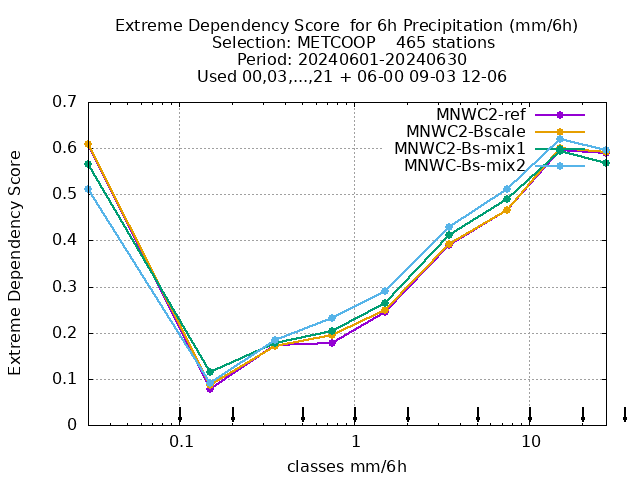 Extreme Dependency Score  for 6h Precipitation (mm/6h)
Selection: METCOOP    465 stations
Period: 20240601-20240630
Used 00,03,...,21 + 06-00 09-03 12-06
MNWC2-ref
MNWC2-Bscale
MNWC2-Bs-mix1
MNWC-Bs-mix2
Extreme Dependency Score
0.7
0.6
0.5
0.4
0.3
0.2
0.1
0
0.1 1 10
classes mm/6h